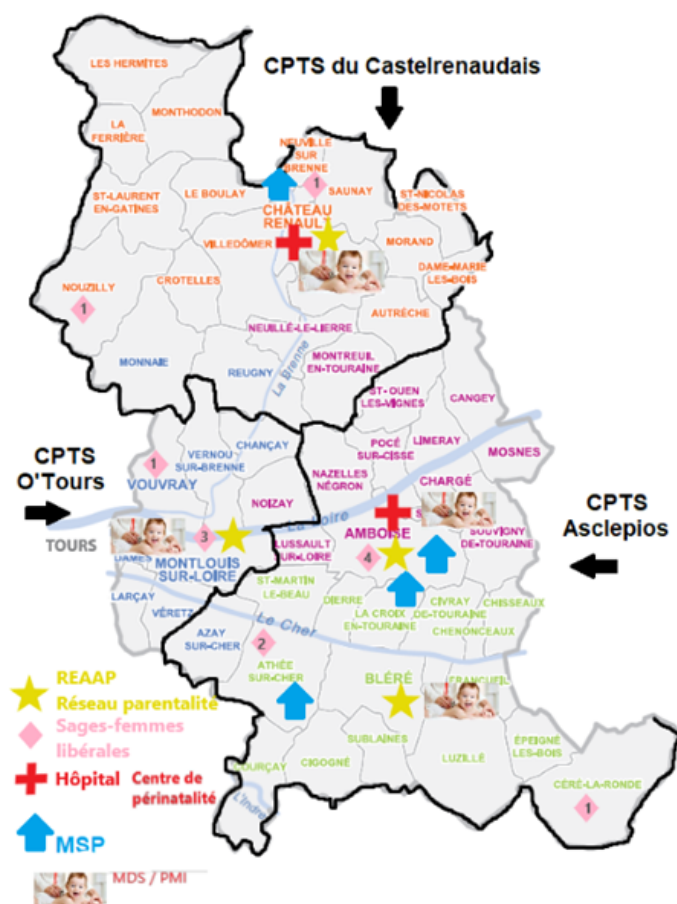 CPTS du Castelrenaudais
LES HERMITES
MONTHODON
LA
FERRIÈRE
NEUVILLE
SUR
BRENNE
1
SAUNAY
ST-LAURENT
EN-GATINES
LE BOULAY
ST-NICOLAS
DES-MOTETS
CHÂTEAU
RENAULT
VILLEDÔMER
MORAND
DAME-MARIE
LES-BOIS
NOUZILLY
1
CROTELLES
AUTRÈCHE
NEUILLÉ-LE-LIERRE
MONNAIE
REUGNY
La Brenne
MONTREUIL
EN-TOURAINE
ST-OUEN
LES-VIGNES
CANGEY
CPTS
O'Tours
1
VOUVRAY
VERNOU
SUR-BRENNE
CHANÇAY
POCÉ
SUR-CISSE
LIMERAY
MOSNES
NAZELLES
NÉGRON
NOIZAY
CHARGÉ
CPTS
Asclepios
La Loire
TOURS
3
MONTLOUIS
SUR-LOIRE
LUSSAULT
SUR-LOIRE
AMBOISE
4
SOUVIGNY
DE-TOURAINE
DAMES
LARÇAY
VÉRETZ
AZAY
SUR-CHER
ST-MARTIN
LE-BEAU
Le Cher
DIERRE
LA CROIX
EN-TOURAINE
CIVRAY
DE-TOURAINE
CHISSEAUX
CHENONCEAUX
2
ATHÉE
SUR-CHER
BLÉRÉ
FRANCUEIL
SUBLAINES
CIGOGNÉ
LUZILLÉ
ÉPEIGNÉ
LES-BOIS
CÉRÉ-LA-RONDE
1
L'Indre
REAAP
Réseau parentalité
Sages-femmes
libérales
Hôpital Centre de
périnatalité
MSP
MDS / PMI